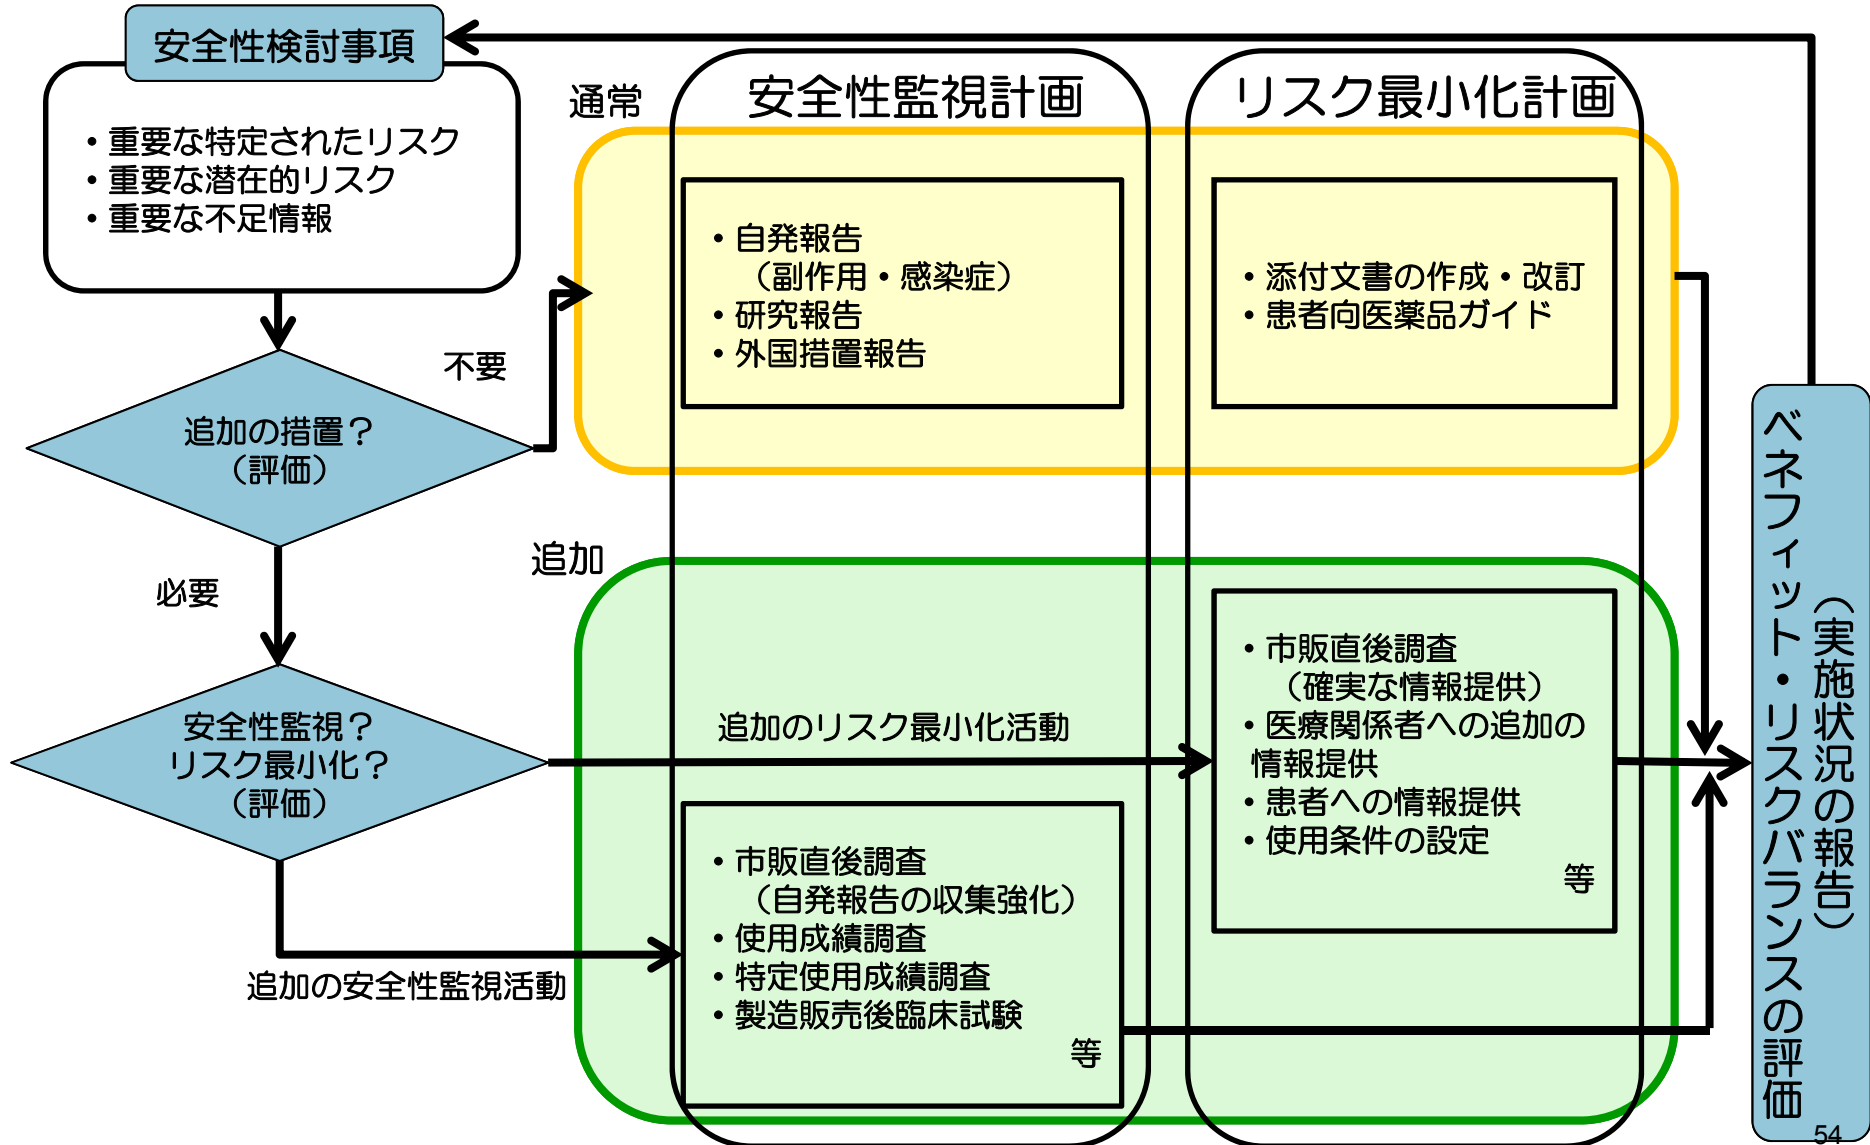 安全性検討事項
・重要な特定されたリスク
・重要な潜在的リスク
・重要な不足情報
追加の措置？
（評価）
不要
必要
安全性監視？
リスク最小化？
（評価）
追加の安全性監視活動
通常
安全性監視計画
リスク最小化計画
・自発報告
（副作用・感染症）
・研究報告
・外国措置報告
・添付文書の作成・改訂
・患者向医薬品ガイド
追加
追加のリスク最小化活動
・市販直後調査
（自発報告の収集強化）
・使用成績調査
・特定使用成績調査
・製造販売後臨床試験
等
・市販直後調査
（確実な情報提供）
・医療関係者への追加の
情報提供
・患者への情報提供
・使用条件の設定
等
（実施状況の報告）
ベネフィット・リスクバランスの評価
54